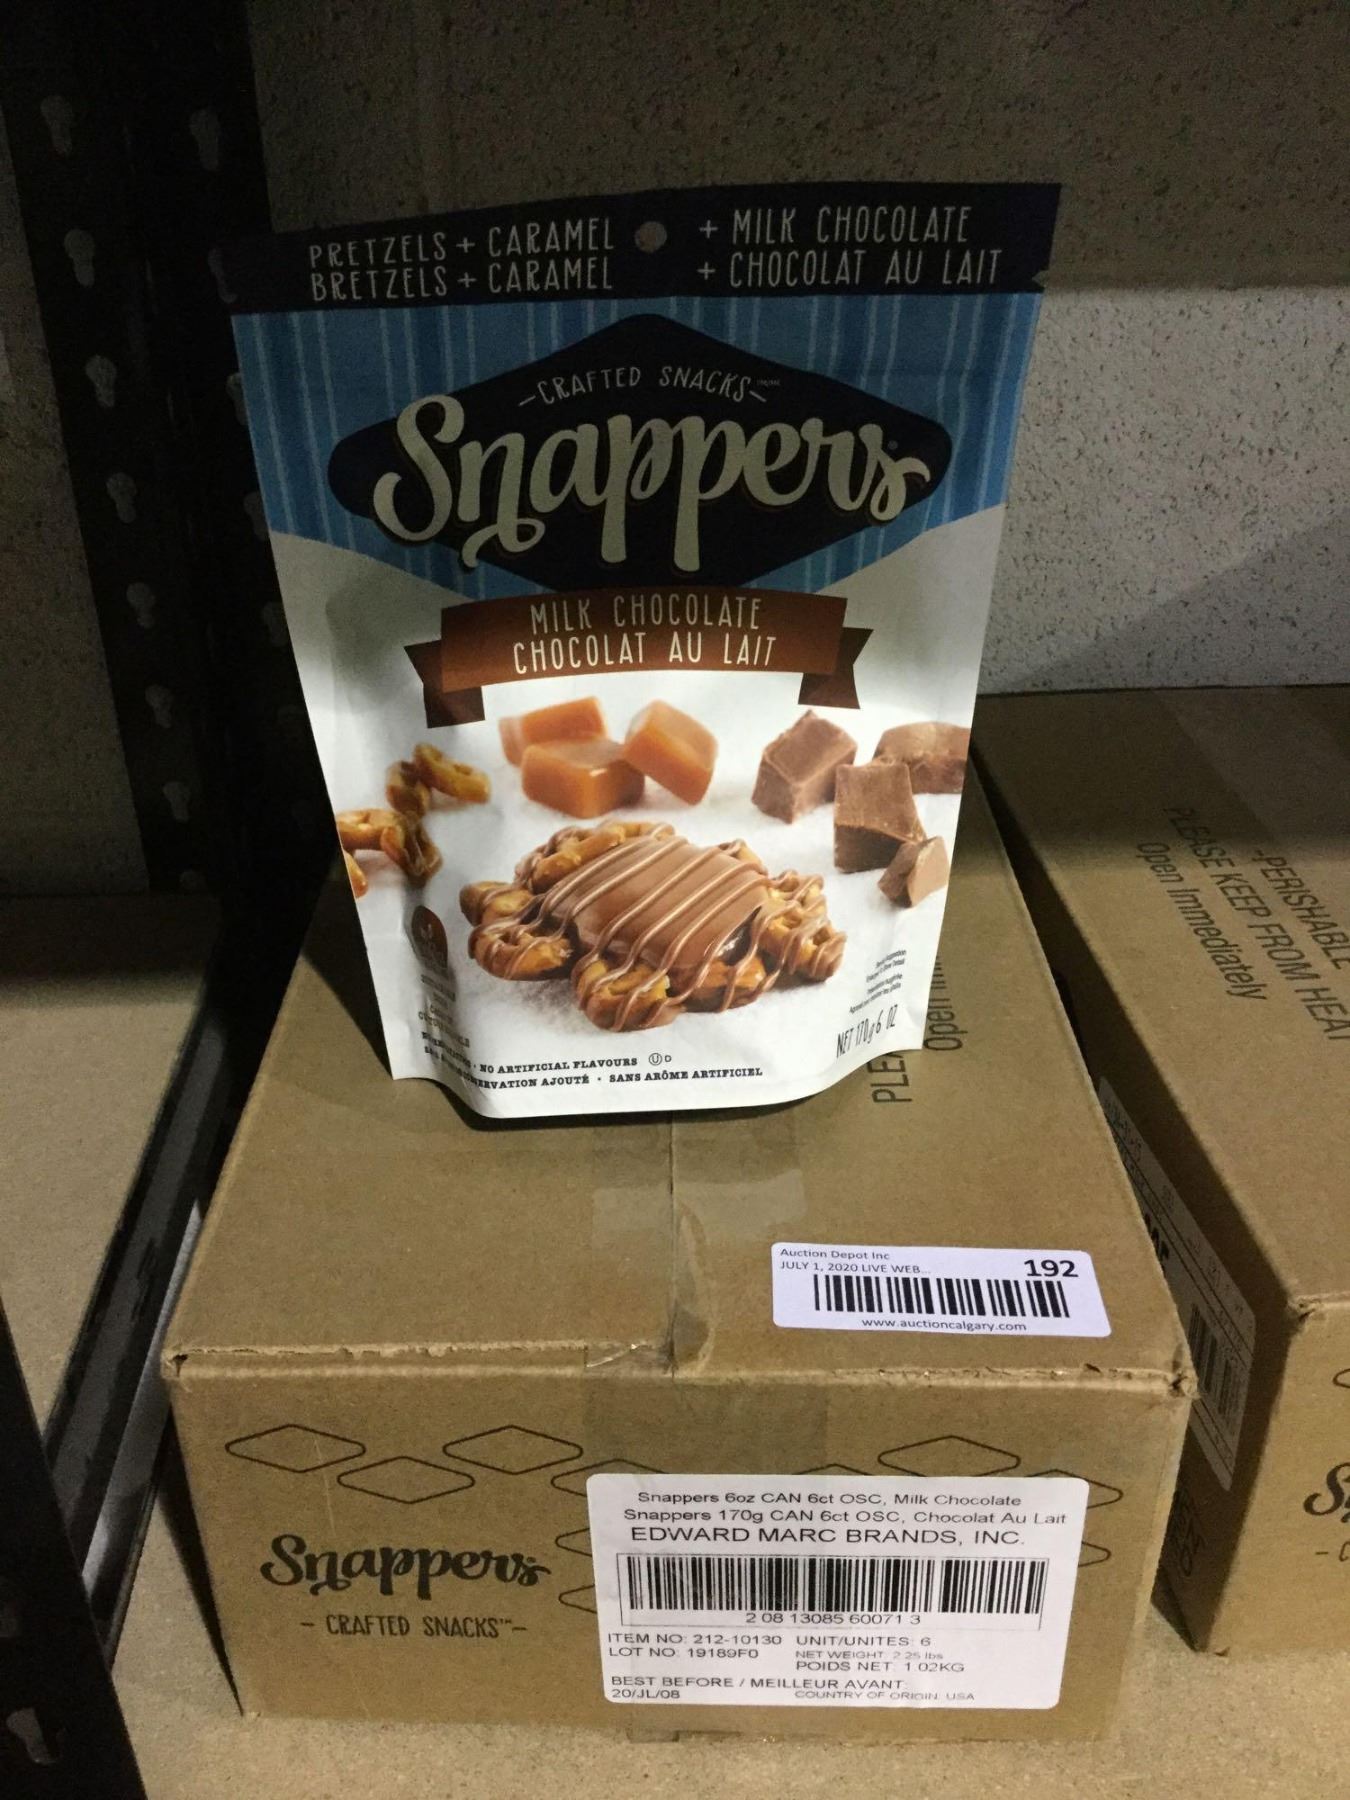 PRETZELS + CARAMEL + MILK CHOCOLATE
BRETZELS + CARAMEL + CHOCOLAT AU LAIT
-CRAFTED SNACKS-
Snappers
MILK CHOCOLATE
CHOCOLAT AU LAIT
NET 170g 6 OZ
· NO ARTIFICIAL FLAVOURS Ⓤ D
AJOUTÉ · SANS ARÔME ARTIFICIEL
-PERISHABLE
PLEASE KEEP FROM HEAT
Open Immediately
PLEA
Open
Auction Depot Inc
JULY 1, 2020 LIVE WEB...
192
www.auctioncalgary.com
Snappers
- CRAFTED SNACKS™-
Snappers 6oz CAN 6ct OSC, Milk Chocolate
Snappers 170g CAN 6ct OSC, Chocolat Au Lait
EDWARD MARC BRANDS, INC.
2 08 13085 60071 3
ITEM NO: 212-10130 UNIT/UNITES: 6
LOT NO: 19189F0 NET WEIGHT: 2.25 lbs
POIDS NET: 1.02KG
BEST BEFORE / MEILLEUR AVANT:
20/JL/08 COUNTRY OF ORIGIN: USA